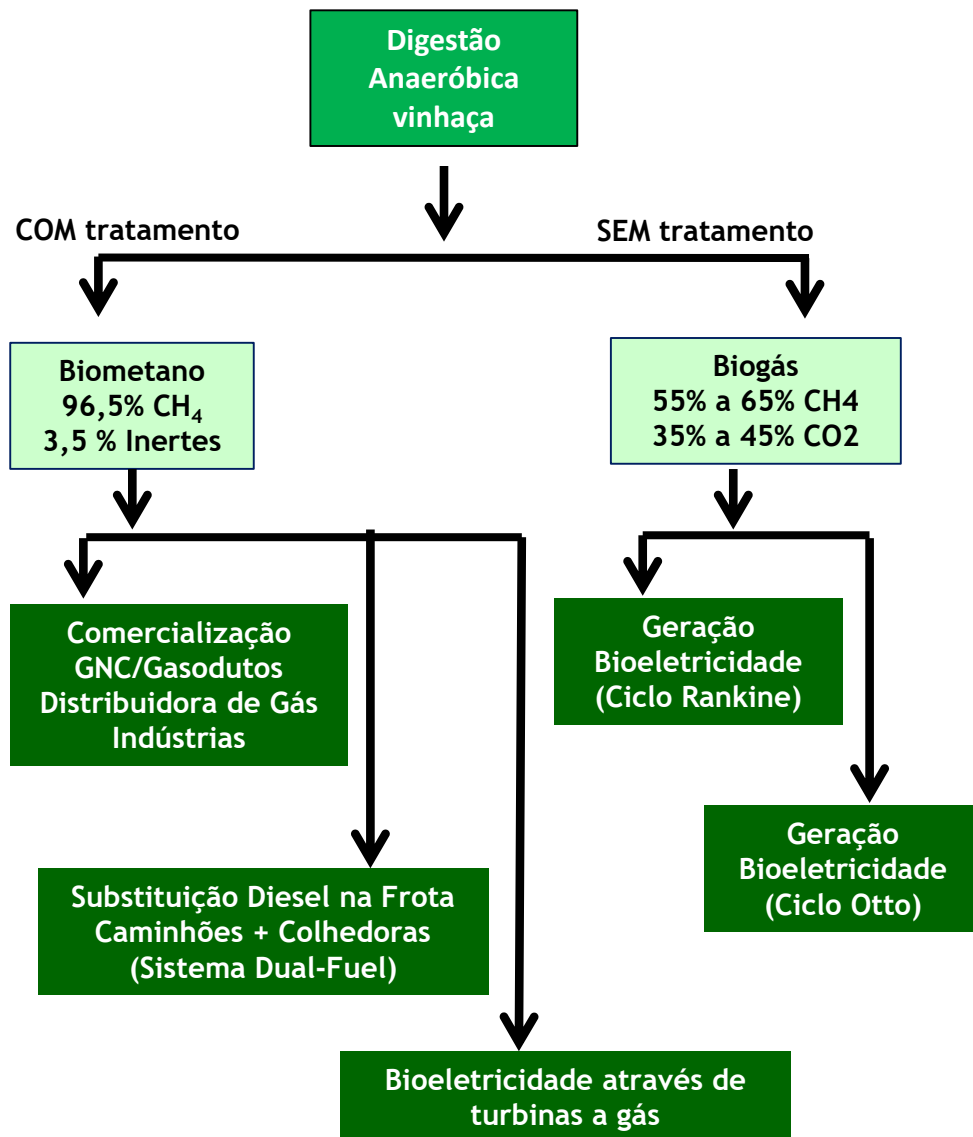 Digestão
Anaeróbica
vinhaça
COM tratamento
SEM tratamento
Biometano
96,5% CH₄
3,5 % Inertes
Biogás
55% a 65% CH4
35% a 45% CO2
Comercialização
GNC/Gasodutos
Distribuidora de Gás
Indústrias
Geração
Bioeletricidade
(Ciclo Rankine)
Geração
Bioeletricidade
(Ciclo Otto)
Substituição Diesel na Frota
Caminhões + Colhedoras
(Sistema Dual-Fuel)
Bioeletricidade através de
turbinas a gás